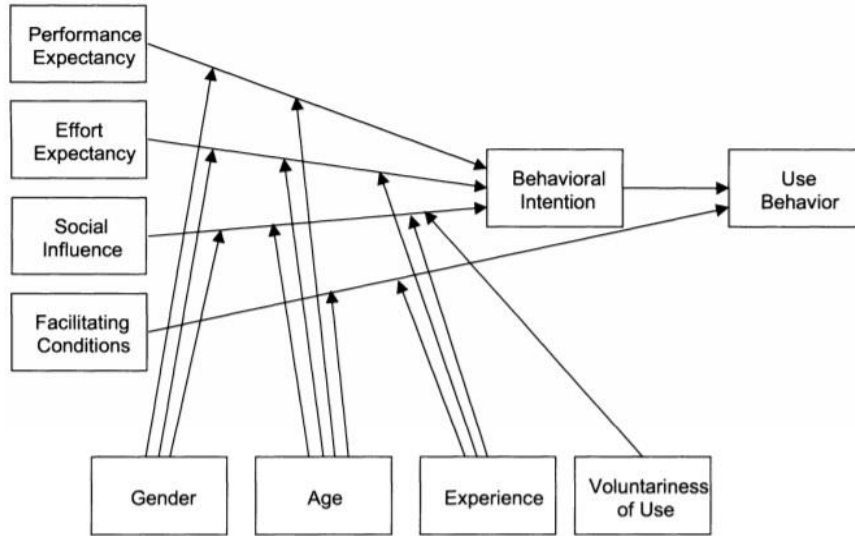 Performance
Expectancy
Effort
Expectancy
Social
Influence
Facilitating
Conditions
Behavioral
Intention
Use
Behavior
Gender
Age
Experience
Voluntariness
of Use